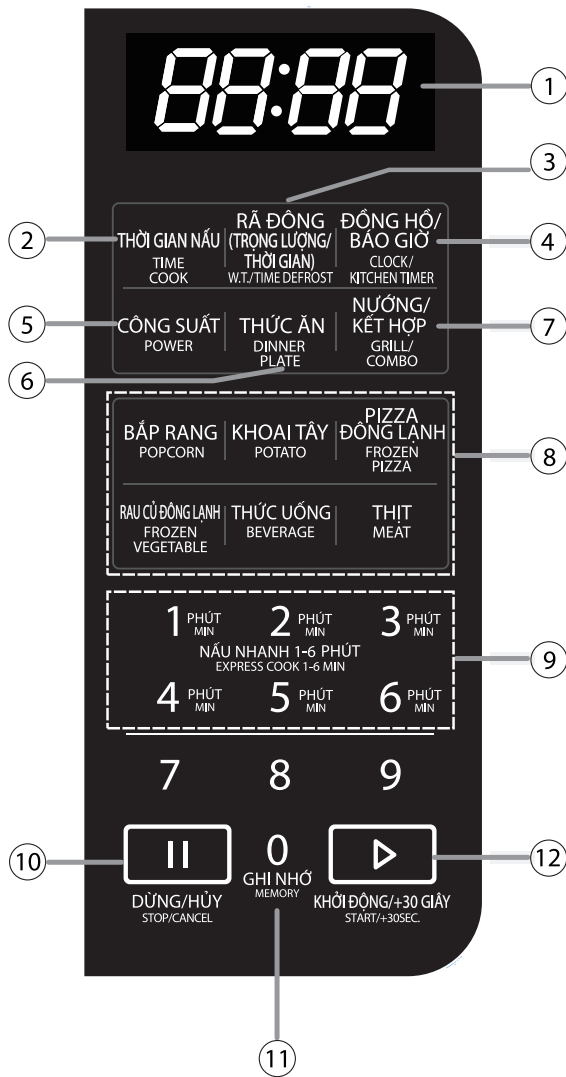 88:88
1
3
2
THỜI GIAN NẤU
TIME
COOK
RÃ ĐÔNG
(TRỌNG LƯỢNG/
THỜI GIAN)
W.T./TIME DEFROST
ĐỒNG HỒ/
BÁO GIỜ
CLOCK/
KITCHEN TIMER
4
5
CÔNG SUẤT
POWER
THỨC ĂN
DINNER
PLATE
NƯỚNG/
KẾT HỢP
GRILL/
COMBO
7
6
BẮP RANG
POPCORN
KHOAI TÂY
POTATO
PIZZA
ĐÔNG LẠNH
FROZEN
PIZZA
8
RAU CỦ ĐÔNG LẠNH
FROZEN
VEGETABLE
THỨC UỐNG
BEVERAGE
THỊT
MEAT
1 PHÚT
MIN
2 PHÚT
MIN
3 PHÚT
MIN
NẤU NHANH 1-6 PHÚT
EXPRESS COOK 1-6 MIN
9
4 PHÚT
MIN
5 PHÚT
MIN
6 PHÚT
MIN
7 8 9
10
DỪNG/HỦY
STOP/CANCEL
0
GHI NHỚ
MEMORY
KHỞI ĐỘNG/+30 GIÂY
START/+30SEC.
12
11